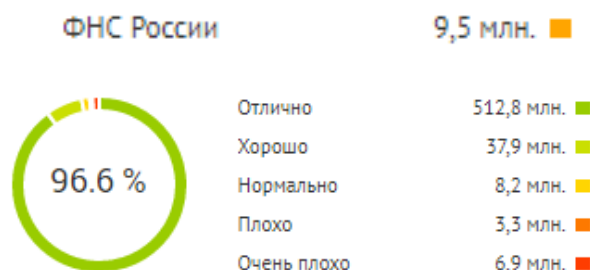 ФНС России 9,5 млн.
Отлично 512,8 млн.
Хорошо 37,9 млн.
96.6 %
Нормально 8,2 млн.
Плохо 3,3 млн.
Очень плохо 6,9 млн.